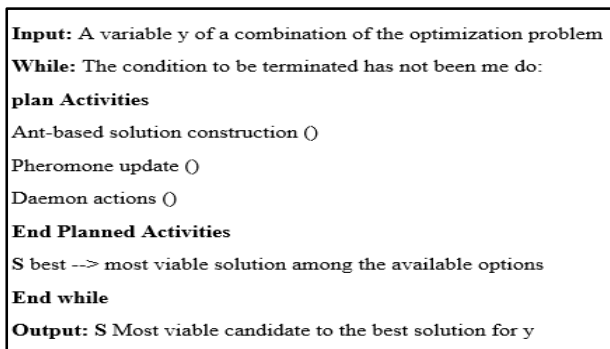 Input: A variable y of a combination of the optimization problem
While: The condition to be terminated has not been me do:
plan Activities
Ant-based solution construction ()
Pheromone update ()
Daemon actions ()
End Planned Activities
S best --> most viable solution among the available options
End while
Output: S Most viable candidate to the best solution for y